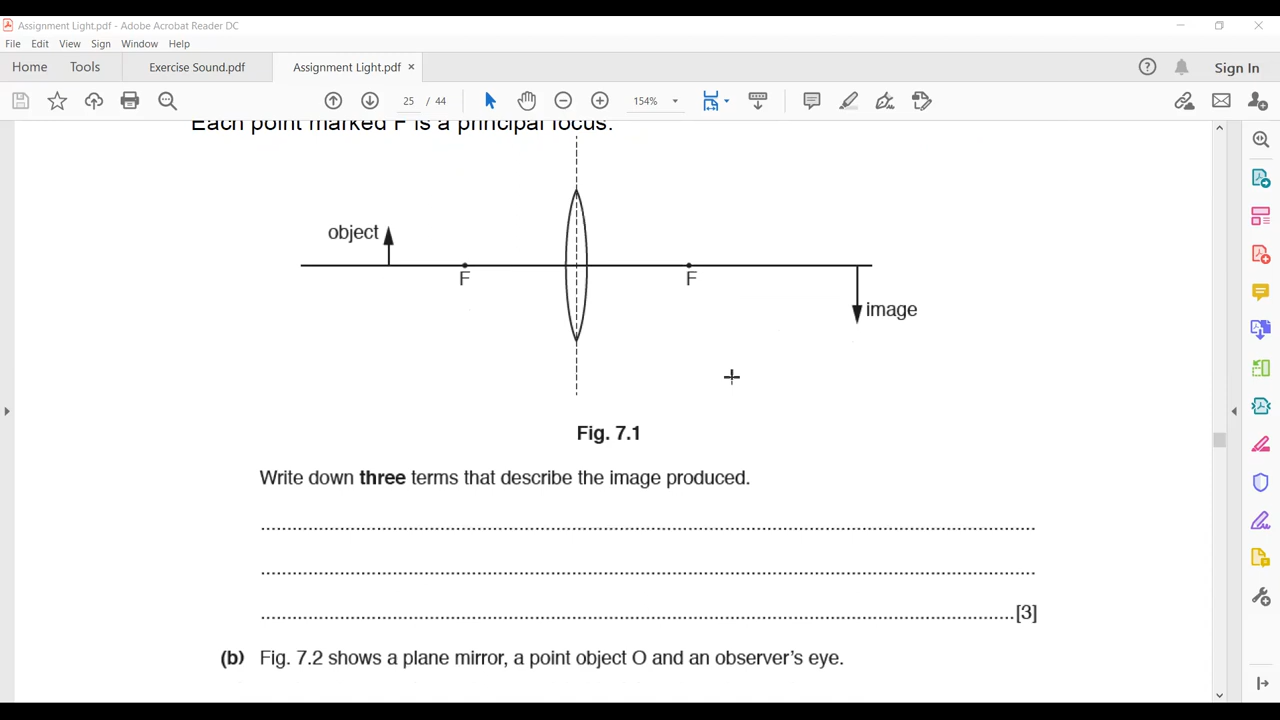 Assignment Light.pdf - Adobe Acrobat Reader DC
File Edit View Sign Window Help
Home Tools Exercise Sound.pdf Assignment Light.pdf × Sign In
25 / 44 154%
Each point marked F is a principal focus.
object
F F
image
Fig. 7.1
Write down three terms that describe the image produced.
..........................................................................................................................................
..........................................................................................................................................
......................................................................................................................................[3]
(b) Fig. 7.2 shows a plane mirror, a point object O and an observer's eye.